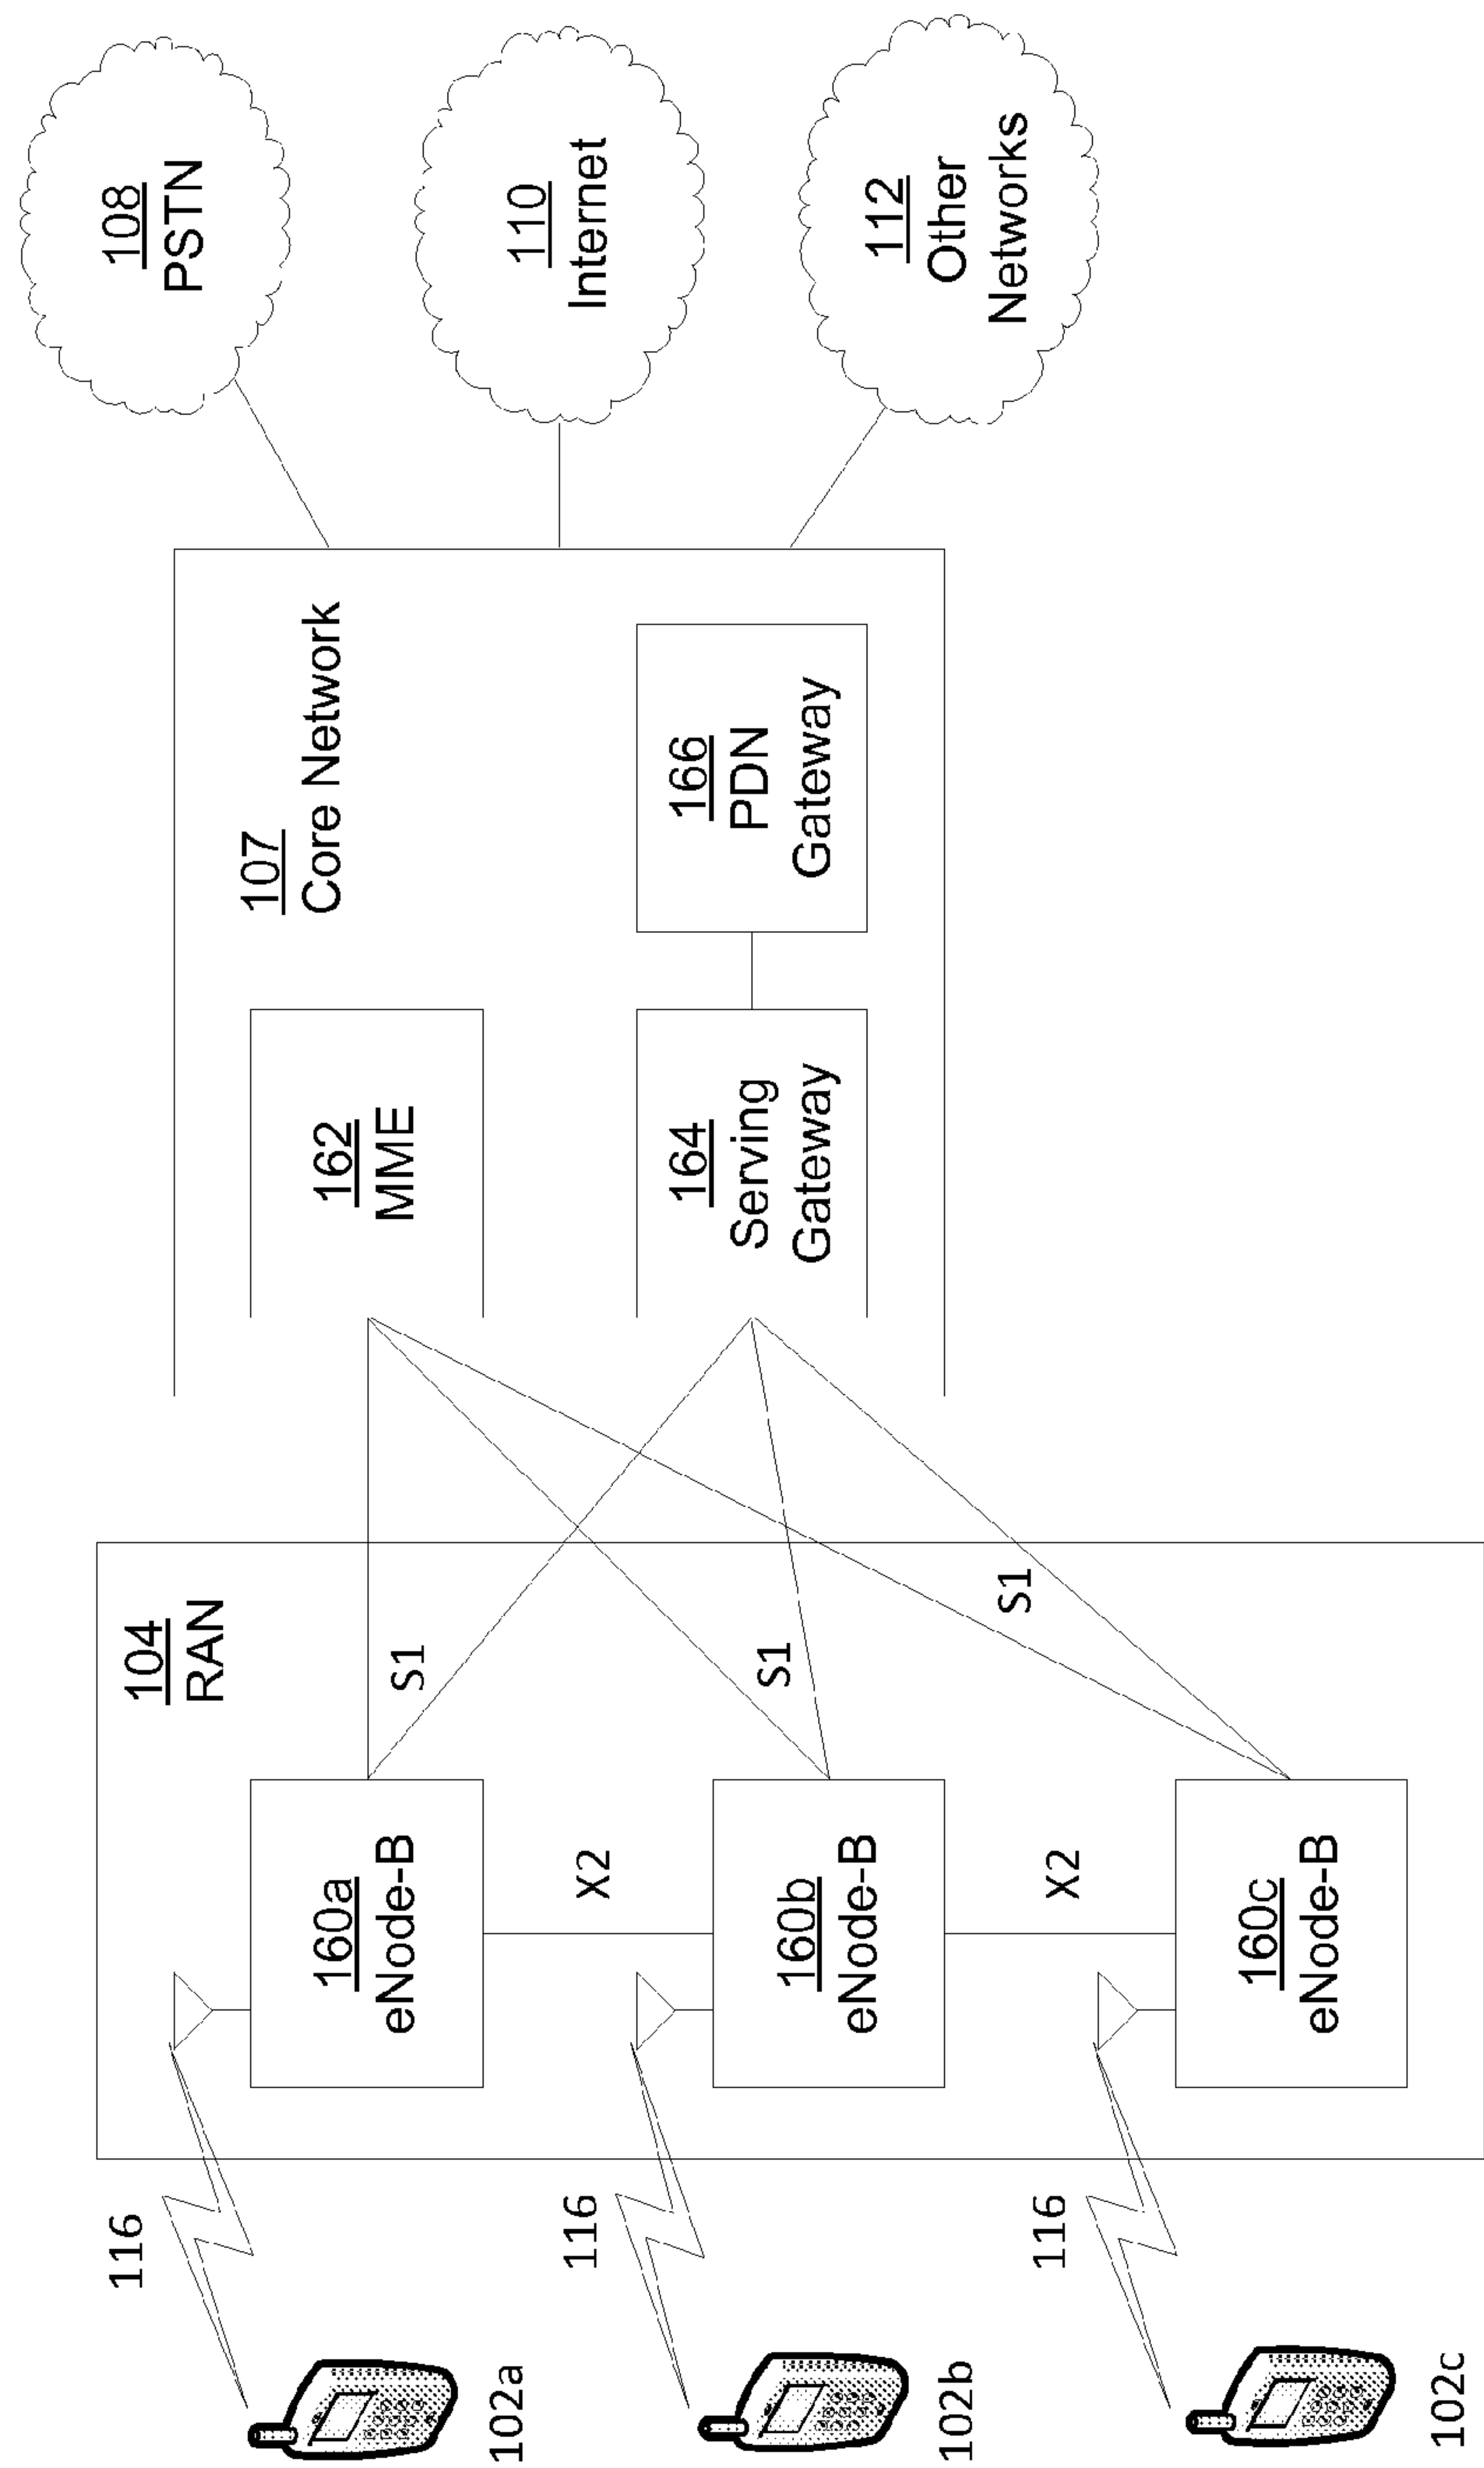 104
RAN
107
Core Network
108
PSTN
110
Internet
112
Other
Networks
116
102a
160a
eNode-B
S1
162
MME
X2
116
102b
160b
eNode-B
S1
164
Serving
Gateway
166
PDN
Gateway
X2
116
102c
160c
eNode-B
S1